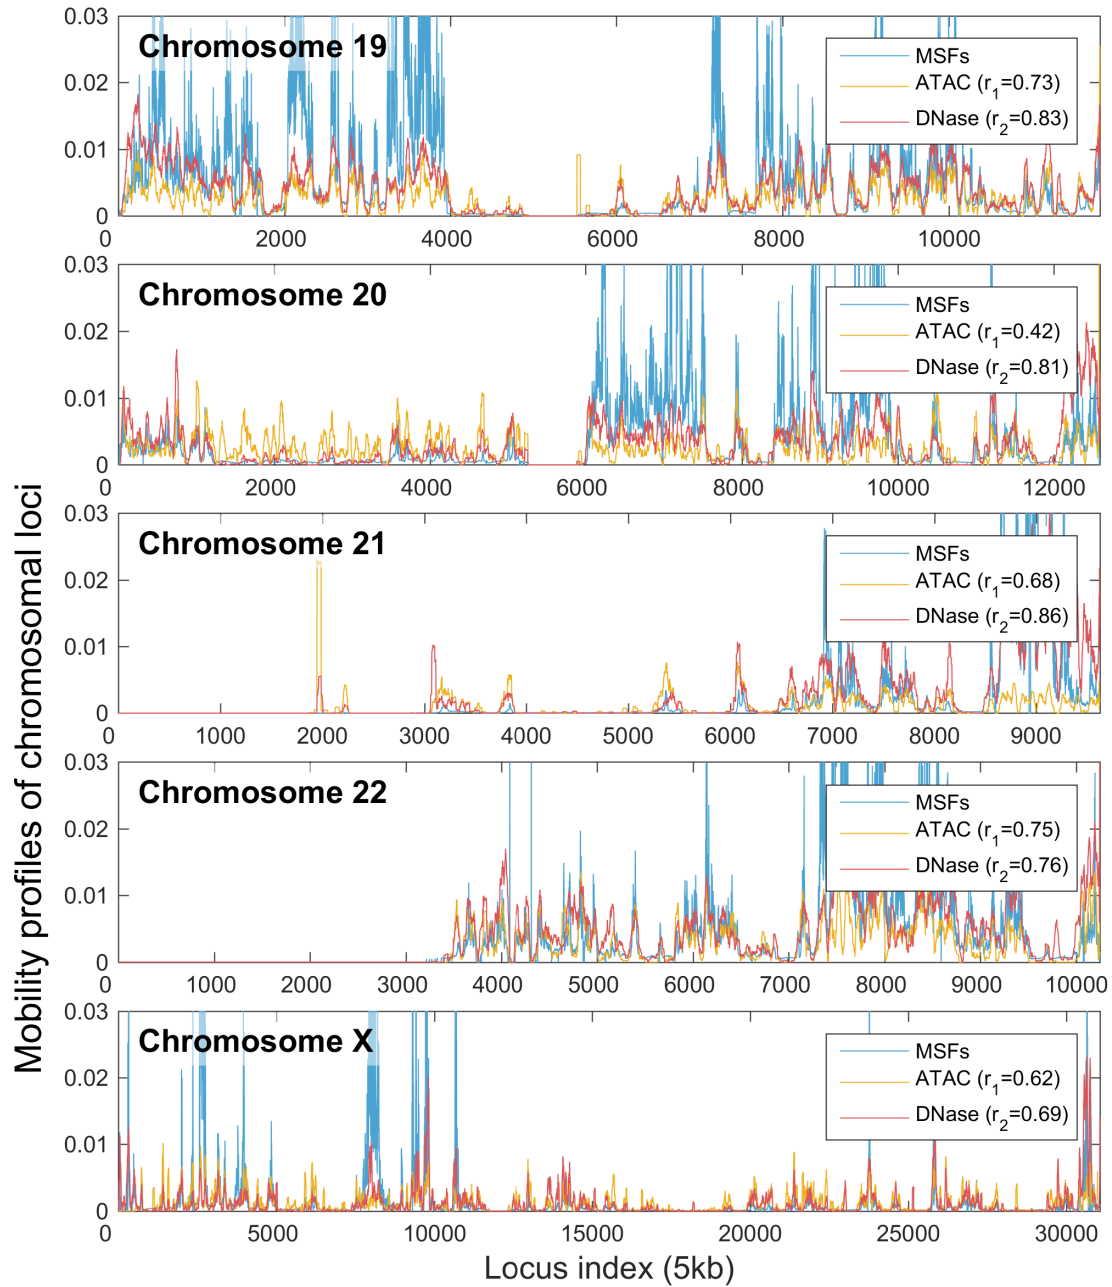 Mobility profiles of chromosomal loci
Chromosome 19
0.03
0.02
0.01
0
MSFs
ATAC (r1=0.73)
DNase (r2=0.83)
0 2000 4000 6000 8000 10000
Chromosome 20
0.03
0.02
0.01
0
MSFs
ATAC (r1=0.42)
DNase (r2=0.81)
0 2000 4000 6000 8000 10000 12000
Chromosome 21
0.03
0.02
0.01
0
MSFs
ATAC (r1=0.68)
DNase (r2=0.86)
0 1000 2000 3000 4000 5000 6000 7000 8000 9000
Chromosome 22
0.03
0.02
0.01
0
MSFs
ATAC (r1=0.75)
DNase (r2=0.76)
0 1000 2000 3000 4000 5000 6000 7000 8000 9000 10000
Chromosome X
0.03
0.02
0.01
0
MSFs
ATAC (r1=0.62)
DNase (r2=0.69)
0 5000 10000 15000 20000 25000 30000
Locus index (5kb)